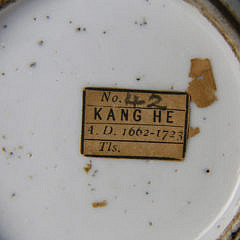 No. 42
KANG HE
A. D. 1662-1723
Tls.